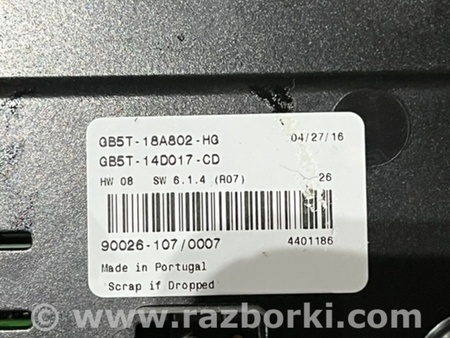 GB5T-18A802-HG 04/27/16
GB5T-14D017-CD
HW 08 SW 6.1.4 (R07) 26
90026-107/0007 4401186
Made in Portugal
'Scrap if Dropped'
© www.razborki.com